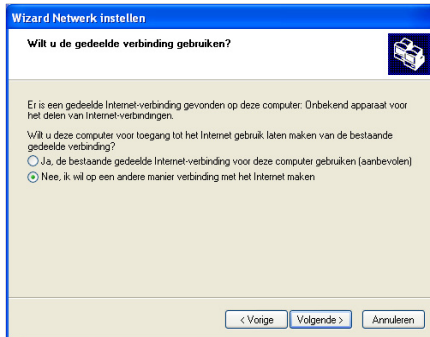 Wizard Netwerk instellen
Wilt u de gedeelde verbinding gebruiken?
Er is een gedeelde Internet-verbinding gevonden op deze computer: Onbekend apparaat voor
het delen van Internet-verbindingen.
Wilt u deze computer voor toegang tot het Internet gebruik laten maken van de bestaande
gedeelde verbinding?
Ja, de bestaande gedeelde Internet-verbinding voor deze computer gebruiken (aanbevolen)
Nee, ik wil op een andere manier verbinding met het Internet maken
< Vorige Volgende > Annuleren